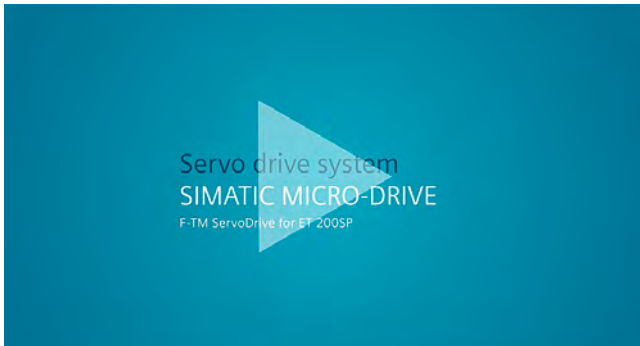 Servo drive system
SIMATIC MICRO-DRIVE
F-TM ServoDrive for ET 200SP